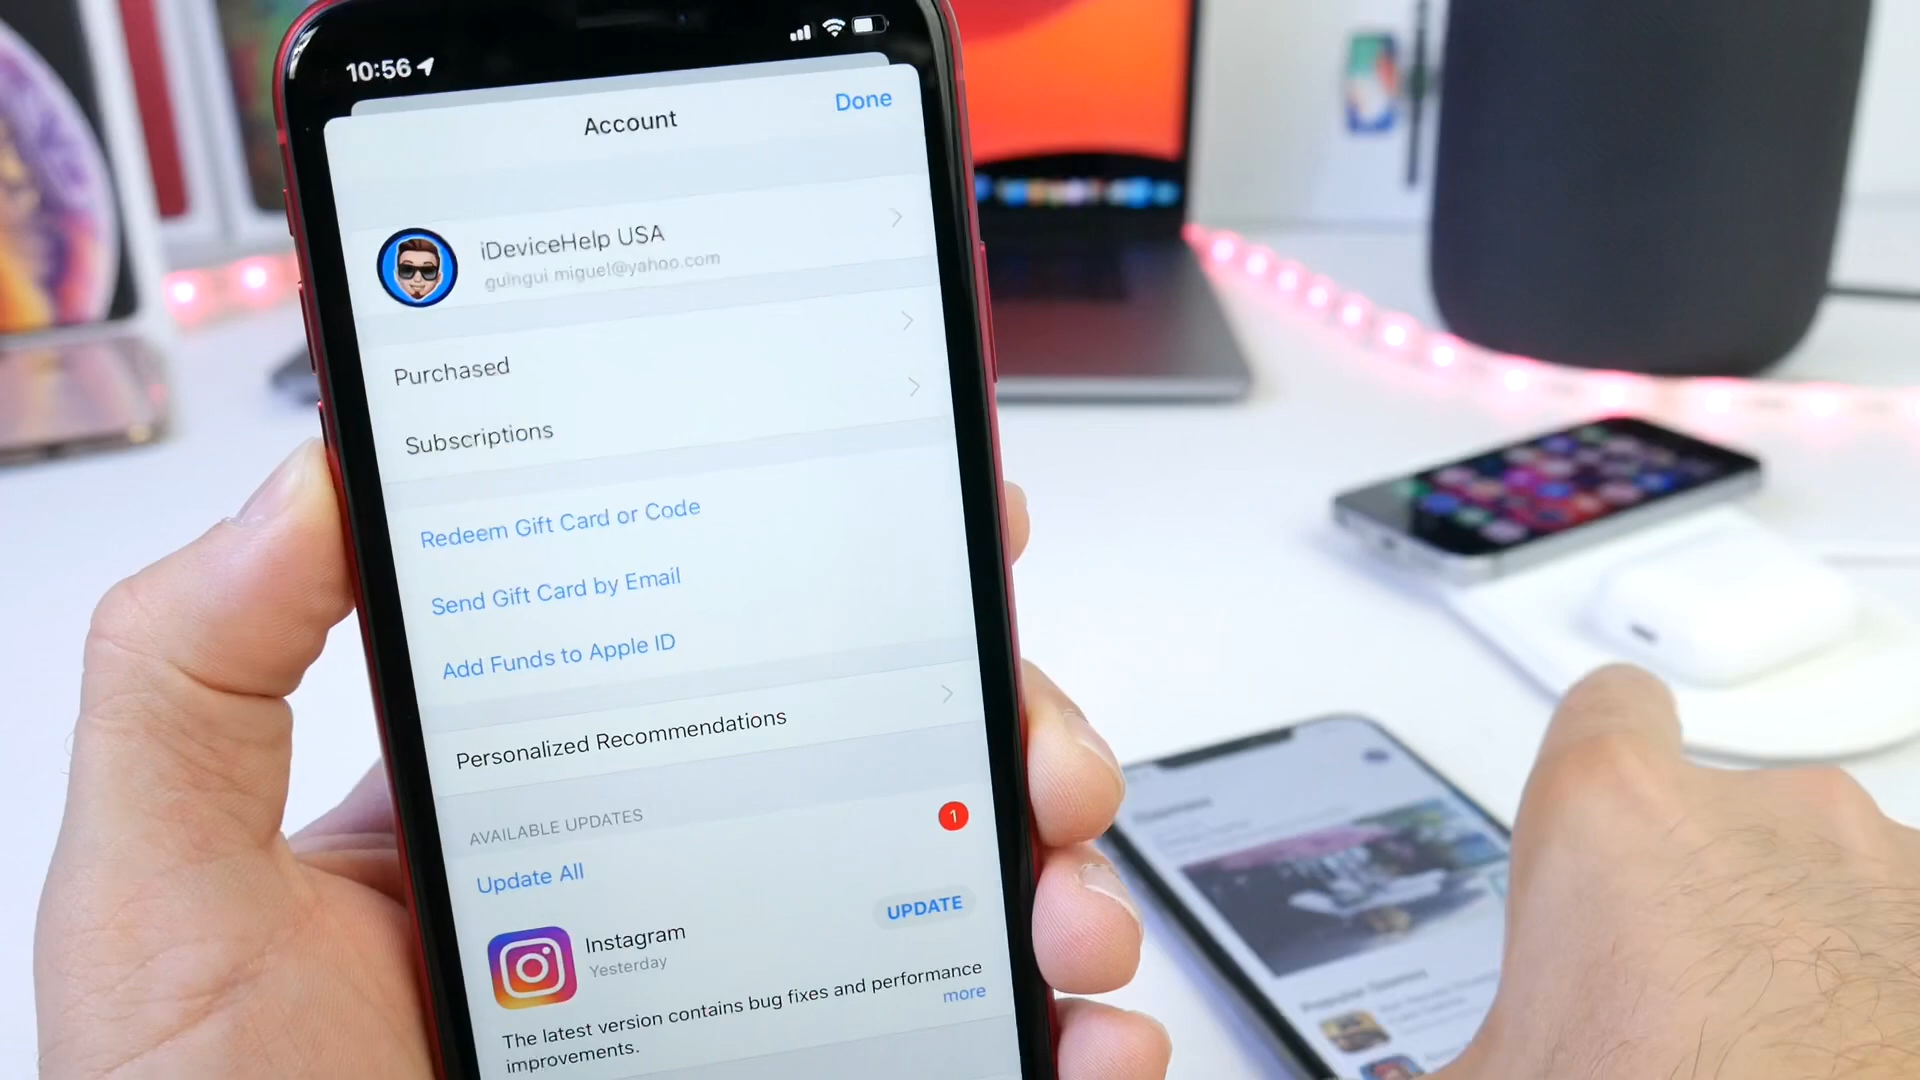 10:56
Account
Done
iDeviceHelp USA
guingui miguel@yahoo.com
Purchased
Subscriptions
Redeem Gift Card or Code
Send Gift Card by Email
Add Funds to Apple ID
Personalized Recommendations
AVAILABLE UPDATES
1
Update All
Instagram
Yesterday
UPDATE
The latest version contains bug fixes and performance
improvements.
more